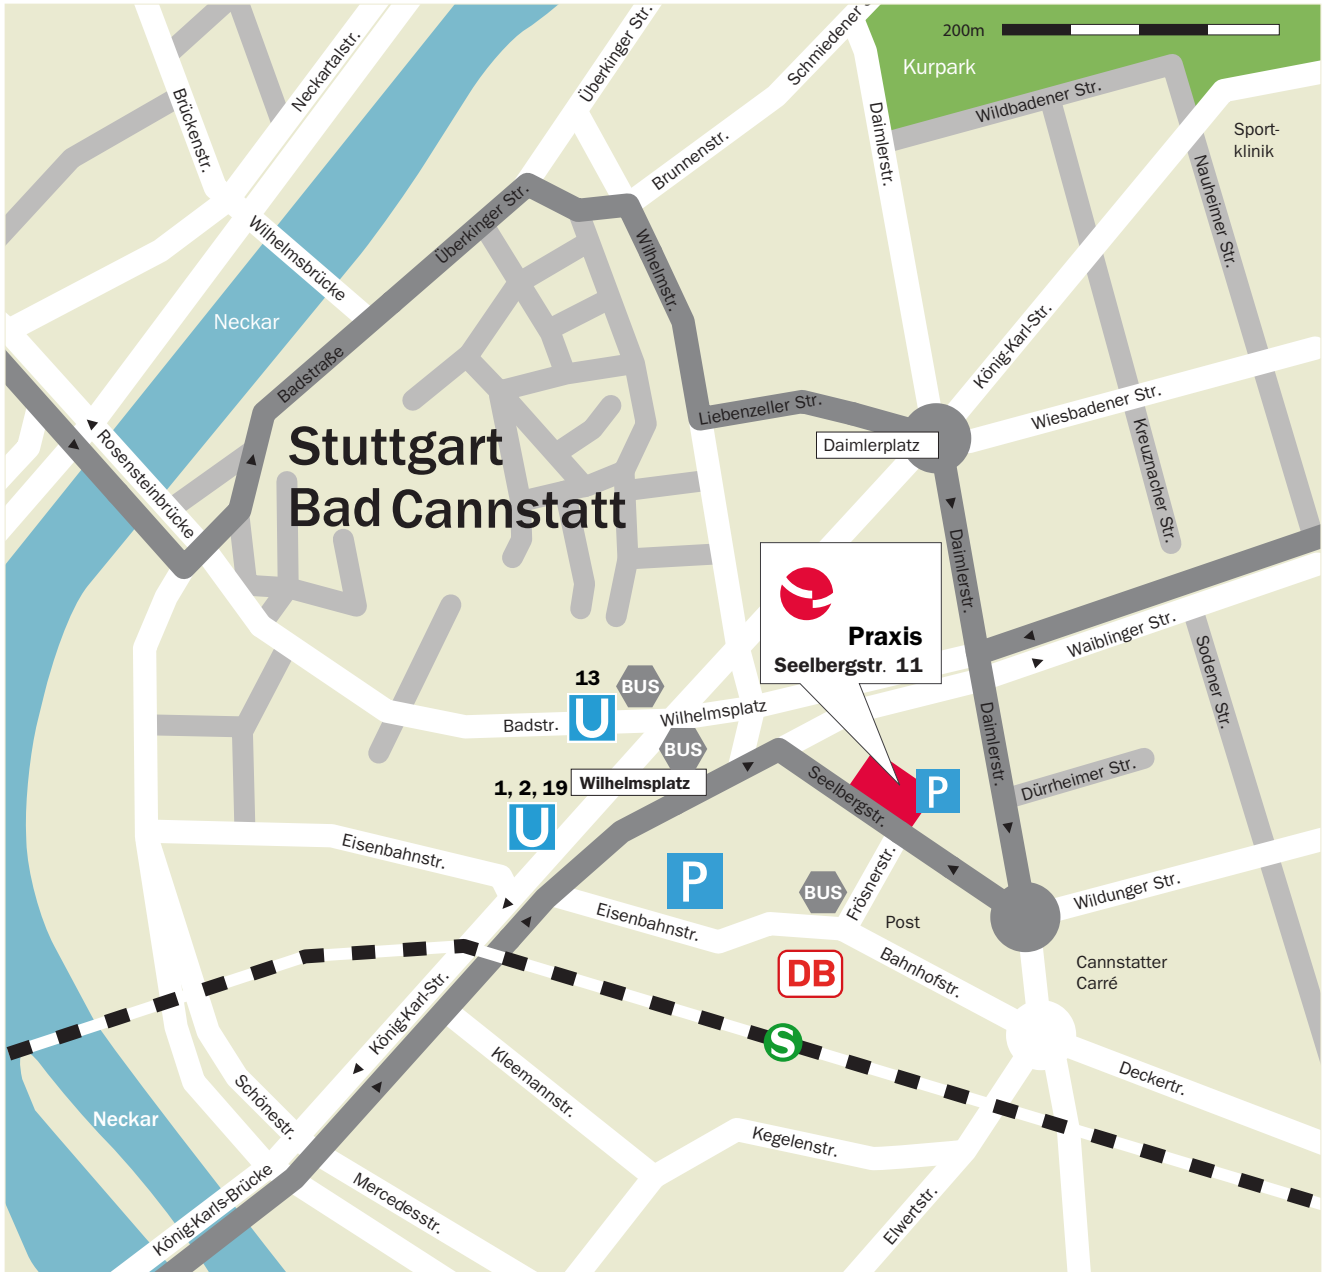 200m
Kurpark
Überkinger Str.
Neckartalstr.
Schmiedener
Brückenstr.
Daimlerstr.
Wildbadener Str.
Sport-
klinik
Brunnenstr.
Nauheimer Str.
Überkinger Str.
Wilhelmsbrücke
Wilhelmstr.
Neckar
König-Karl-Str.
Badstraße
Liebenzeller Str.
Wiesbadener Str.
Daimlerplatz
Kreuznacher Str.
Rosensteinbrücke
Stuttgart
Bad Cannstatt
Daimlerstr.
Praxis
Seelbergstr. 11
Waiblinger Str.
Sodener Str.
13
BUS
U
Badstr.
Wilhelmsplatz
BUS
Wilhelmsplatz
1, 2, 19
U
Daimlerstr.
Dürrheimer Str.
Seelbergstr.
P
Eisenbahnstr.
P
BUS
Frösnerstr.
Wildunger Str.
Eisenbahnstr.
Post
DB
Bahnhofstr.
Cannstatter
Carré
König-Karl-Str.
S
Kleemannstr.
Deckertr.
Schönestr.
Neckar
Kegelenstr.
König-Karls-Brücke
Mercedesstr.
Elwertstr.